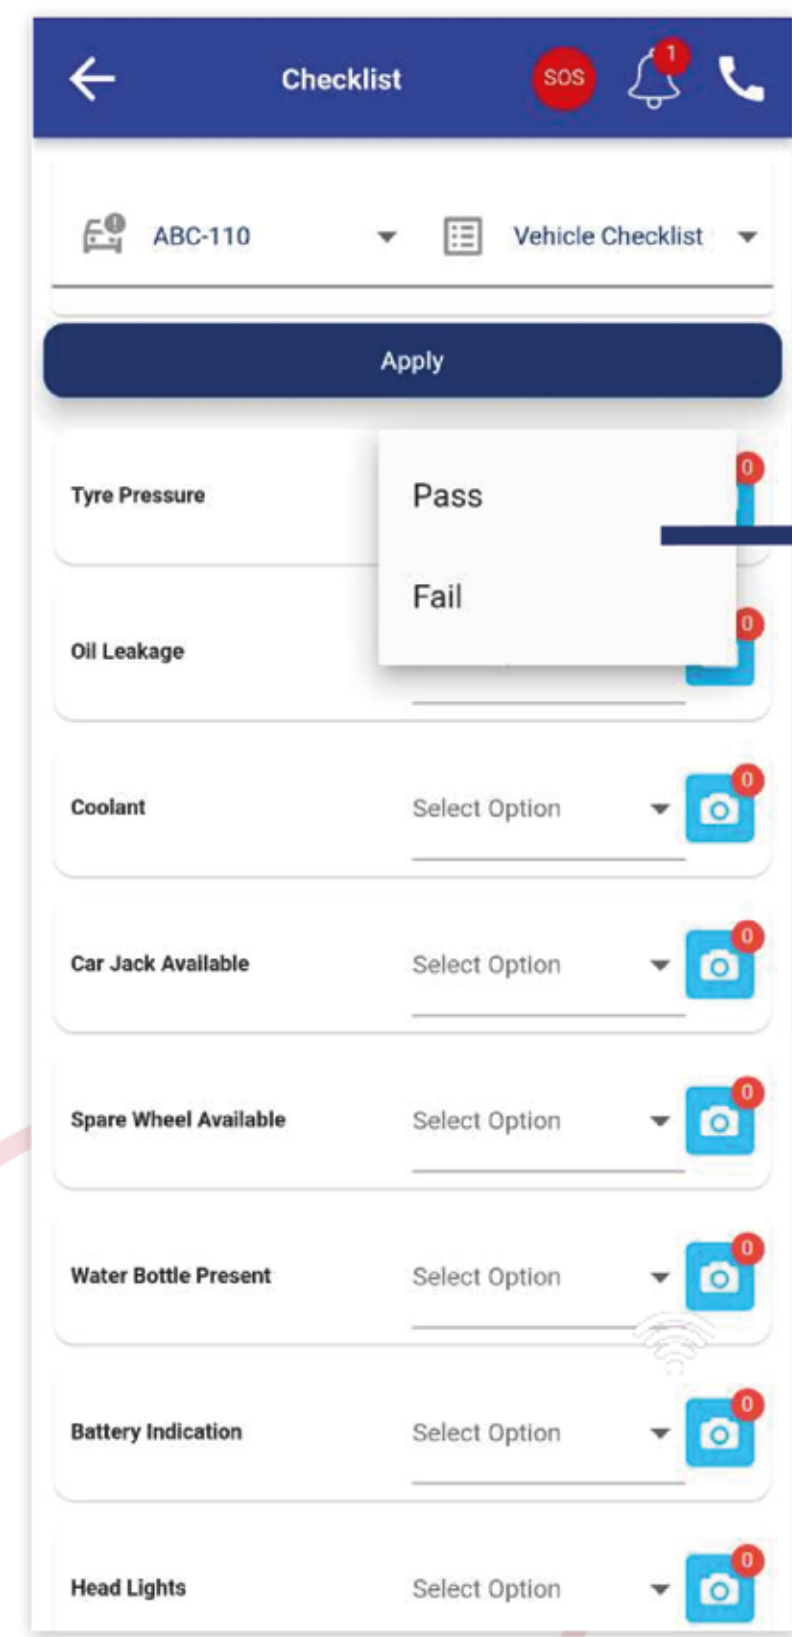 Checklist SOS 1
ABC-110 Vehicle Checklist
Apply
Tyre Pressure Pass 0
Fail
Oil Leakage 0
Coolant Select Option 0
Car Jack Available Select Option 0
Spare Wheel Available Select Option 0
Water Bottle Present Select Option 0
Battery Indication Select Option 0
Head Lights Select Option 0